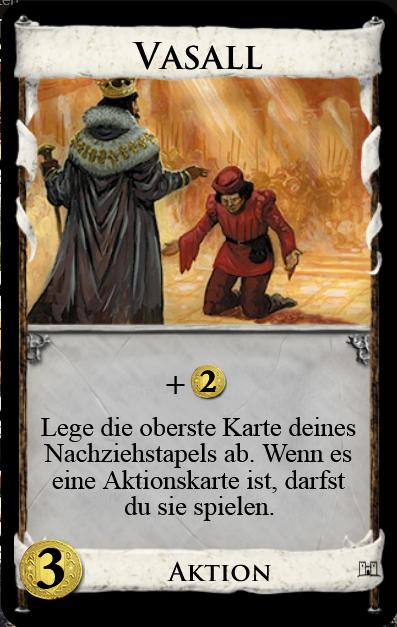 Vasall
+ 2
Lege die oberste Karte deines
Nachziehstapels ab. Wenn es
eine Aktionskarte ist, darfst
du sie spielen.
3
Aktion